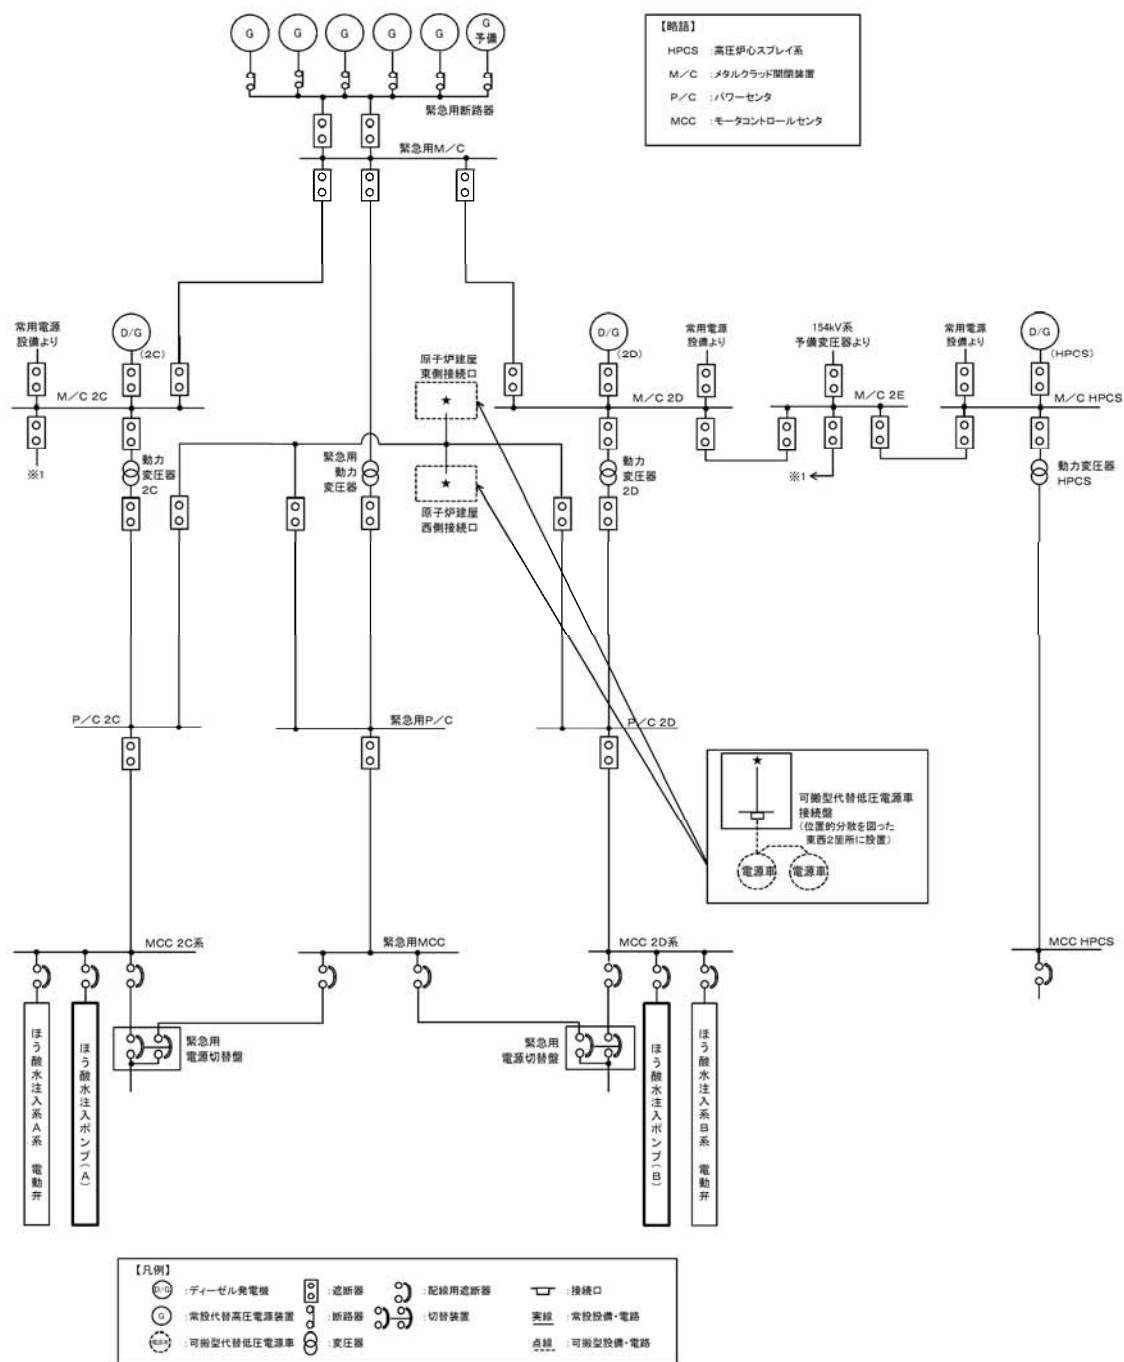 G G G G G G
予備
緊急用断路器
緊急用M/C
【略語】
HPCS :高圧炉心スプレイ系
M/C :メタルクラッド開閉装置
P/C :パワーセンタ
MCC :モータコントロールセンタ
常用電源
設備より
D/G
(2C)
M/C 2C
※1
動力
変圧器
2C
原子炉建屋
東側接続口
★
緊急用
動力
変圧器
★
原子炉建屋
西側接続口
D/G
(2D)
M/C 2D
動力
変圧器
2D
常用電源
設備より
154kV系
予備変圧器より
M/C 2E
※1
常用電源
設備より
D/G
(HPCS)
M/C HPCS
動力変圧器
HPCS
P/C 2C
緊急用P/C
P/C 2D
★
可搬型代替低圧電源車
接続盤
(位置的分散を図った
東西2箇所に設置)
電源車 電源車
MCC 2C系
緊急用MCC
MCC 2D系
MCC HPCS
緊急用
電源切替盤
緊急用
電源切替盤
ほう酸水注入系A系 電動弁
ほう酸水注入ポンプ(A)
ほう酸水注入ポンプ(B)
ほう酸水注入系B系 電動弁
【凡例】
D/G :ディーゼル発電機 :遮断器 :配線用遮断器 :接続口
G :常設代替高圧電源装置 :断路器 :切替装置 実線 :常設設備・電路
電源車 :可搬型代替低圧電源車 :変圧器 点線 :可搬型設備・電路